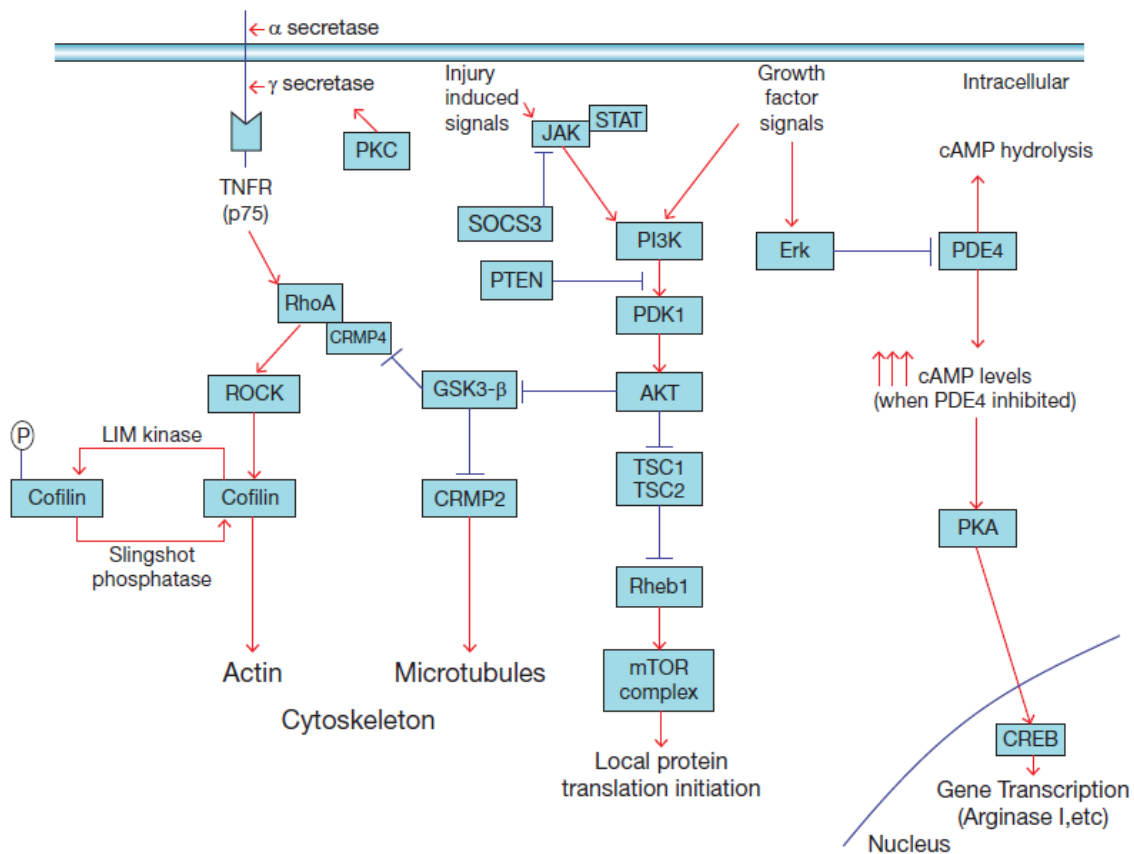 α secretase
γ secretase
Injury
induced
signals
Growth
factor
signals
Intracellular
STAT
JAK
PKC
cAMP hydrolysis
TNFR
(p75)
SOCS3
PI3K
Erk
PDE4
PTEN
RhoA
PDK1
CRMP4
ROCK
GSK3-β
AKT
cAMP levels
(when PDE4 inhibited)
P
LIM kinase
Cofilin
Cofilin
CRMP2
TSC1
TSC2
PKA
Slingshot
phosphatase
Rheb1
Actin
Microtubules
mTOR
complex
Cytoskeleton
CREB
Local protein
translation initiation
Gene Transcription
(Arginase I,etc)
Nucleus